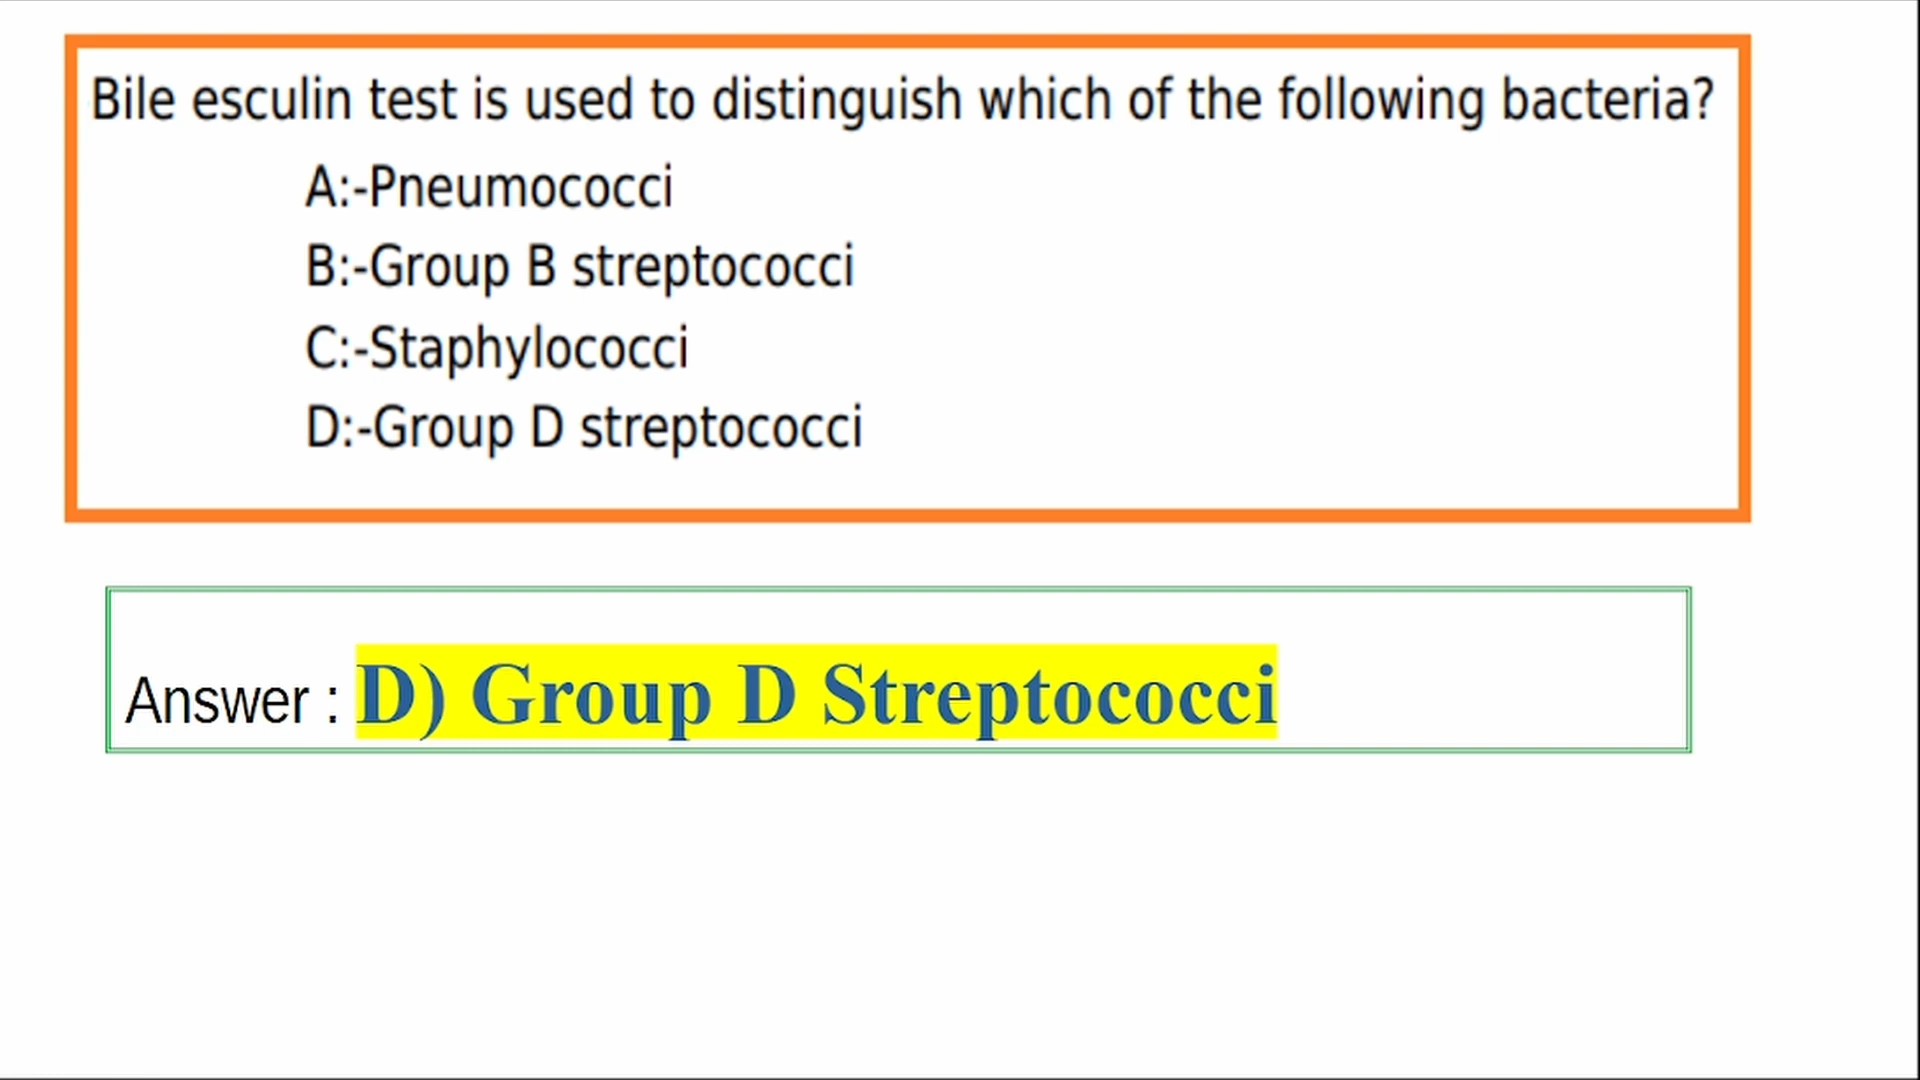 Bile esculin test is used to distinguish which of the following bacteria?
A:-Pneumococci
B:-Group B streptococci
C:-Staphylococci
D:-Group D streptococci
Answer : D) Group D Streptococci